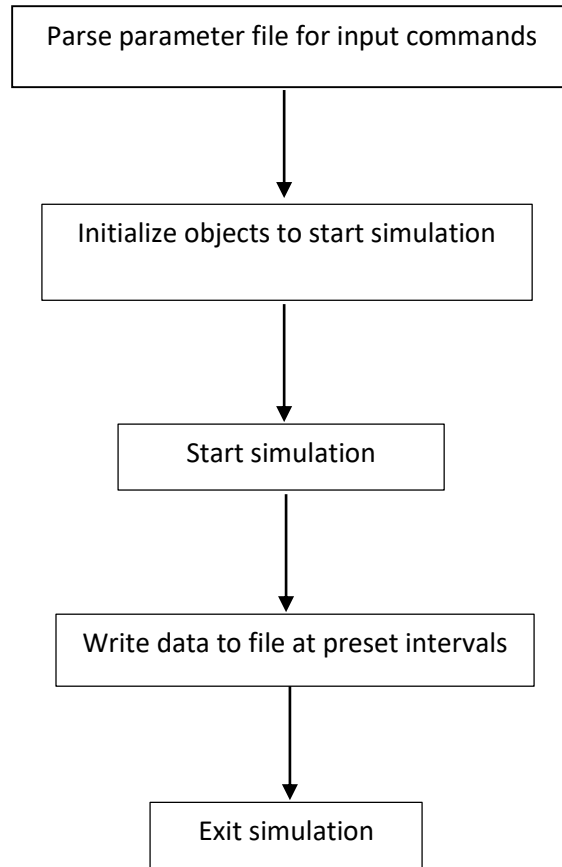 Parse parameter file for input commands
Initialize objects to start simulation
Start simulation
Write data to file at preset intervals
Exit simulation